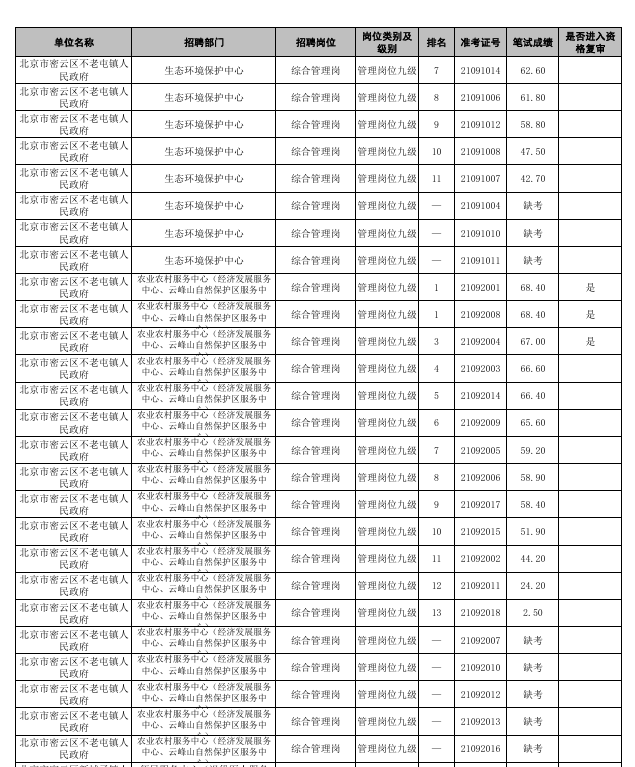 单位名称 招聘部门 招聘岗位 岗位类别及级别 排名 准考证号 笔试成绩 是否进入资格复审
北京市密云区不老屯镇人民政府 生态环境保护中心 综合管理岗 管理岗位九级 7 21091014 62.60
北京市密云区不老屯镇人民政府 生态环境保护中心 综合管理岗 管理岗位九级 8 21091006 61.80
北京市密云区不老屯镇人民政府 生态环境保护中心 综合管理岗 管理岗位九级 9 21091012 58.80
北京市密云区不老屯镇人民政府 生态环境保护中心 综合管理岗 管理岗位九级 10 21091008 47.50
北京市密云区不老屯镇人民政府 生态环境保护中心 综合管理岗 管理岗位九级 11 21091007 42.70
北京市密云区不老屯镇人民政府 生态环境保护中心 综合管理岗 管理岗位九级 — 21091004 缺考
北京市密云区不老屯镇人民政府 生态环境保护中心 综合管理岗 管理岗位九级 — 21091010 缺考
北京市密云区不老屯镇人民政府 生态环境保护中心 综合管理岗 管理岗位九级 — 21091011 缺考
北京市密云区不老屯镇人民政府 农业农村服务中心（经济发展服务中心、云峰山自然保护区服务中 综合管理岗 管理岗位九级 1 21092001 68.40 是
北京市密云区不老屯镇人民政府 农业农村服务中心（经济发展服务中心、云峰山自然保护区服务中 综合管理岗 管理岗位九级 1 21092008 68.40 是
北京市密云区不老屯镇人民政府 农业农村服务中心（经济发展服务中心、云峰山自然保护区服务中 综合管理岗 管理岗位九级 3 21092004 67.00 是
北京市密云区不老屯镇人民政府 农业农村服务中心（经济发展服务中心、云峰山自然保护区服务中 综合管理岗 管理岗位九级 4 21092003 66.60
北京市密云区不老屯镇人民政府 农业农村服务中心（经济发展服务中心、云峰山自然保护区服务中 综合管理岗 管理岗位九级 5 21092014 66.40
北京市密云区不老屯镇人民政府 农业农村服务中心（经济发展服务中心、云峰山自然保护区服务中 综合管理岗 管理岗位九级 6 21092009 65.60
北京市密云区不老屯镇人民政府 农业农村服务中心（经济发展服务中心、云峰山自然保护区服务中 综合管理岗 管理岗位九级 7 21092005 59.20
北京市密云区不老屯镇人民政府 农业农村服务中心（经济发展服务中心、云峰山自然保护区服务中 综合管理岗 管理岗位九级 8 21092006 58.90
北京市密云区不老屯镇人民政府 农业农村服务中心（经济发展服务中心、云峰山自然保护区服务中 综合管理岗 管理岗位九级 9 21092017 58.40
北京市密云区不老屯镇人民政府 农业农村服务中心（经济发展服务中心、云峰山自然保护区服务中 综合管理岗 管理岗位九级 10 21092015 51.90
北京市密云区不老屯镇人民政府 农业农村服务中心（经济发展服务中心、云峰山自然保护区服务中 综合管理岗 管理岗位九级 11 21092002 44.20
北京市密云区不老屯镇人民政府 农业农村服务中心（经济发展服务中心、云峰山自然保护区服务中 综合管理岗 管理岗位九级 12 21092011 24.20
北京市密云区不老屯镇人民政府 农业农村服务中心（经济发展服务中心、云峰山自然保护区服务中 综合管理岗 管理岗位九级 13 21092018 2.50
北京市密云区不老屯镇人民政府 农业农村服务中心（经济发展服务中心、云峰山自然保护区服务中 综合管理岗 管理岗位九级 — 21092007 缺考
北京市密云区不老屯镇人民政府 农业农村服务中心（经济发展服务中心、云峰山自然保护区服务中 综合管理岗 管理岗位九级 — 21092010 缺考
北京市密云区不老屯镇人民政府 农业农村服务中心（经济发展服务中心、云峰山自然保护区服务中 综合管理岗 管理岗位九级 — 21092012 缺考
北京市密云区不老屯镇人民政府 农业农村服务中心（经济发展服务中心、云峰山自然保护区服务中 综合管理岗 管理岗位九级 — 21092013 缺考
北京市密云区不老屯镇人民政府 农业农村服务中心（经济发展服务中心、云峰山自然保护区服务中 综合管理岗 管理岗位九级 — 21092016 缺考